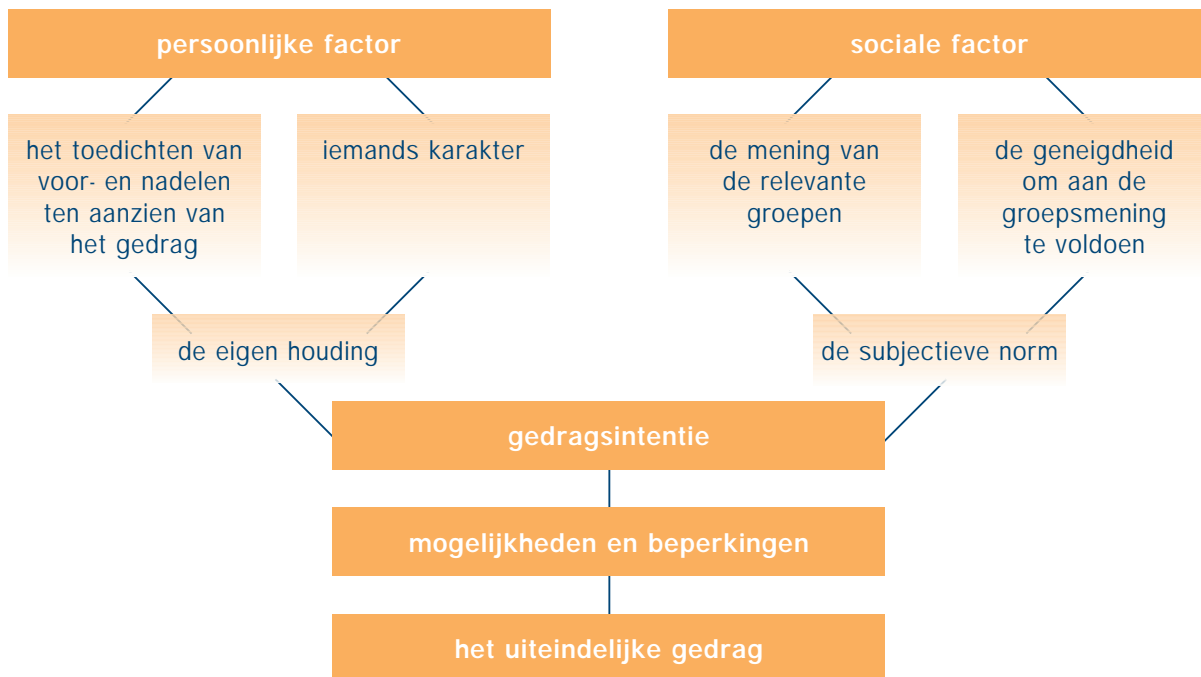 persoonlijke factor
sociale factor
het toedichten van
voor- en nadelen
ten aanzien van
het gedrag
iemands karakter
de mening van
de relevante
groepen
de geneigdheid
om aan de
groepsmening
te voldoen
de eigen houding
de subjectieve norm
gedragsintentie
mogelijkheden en beperkingen
het uiteindelijke gedrag